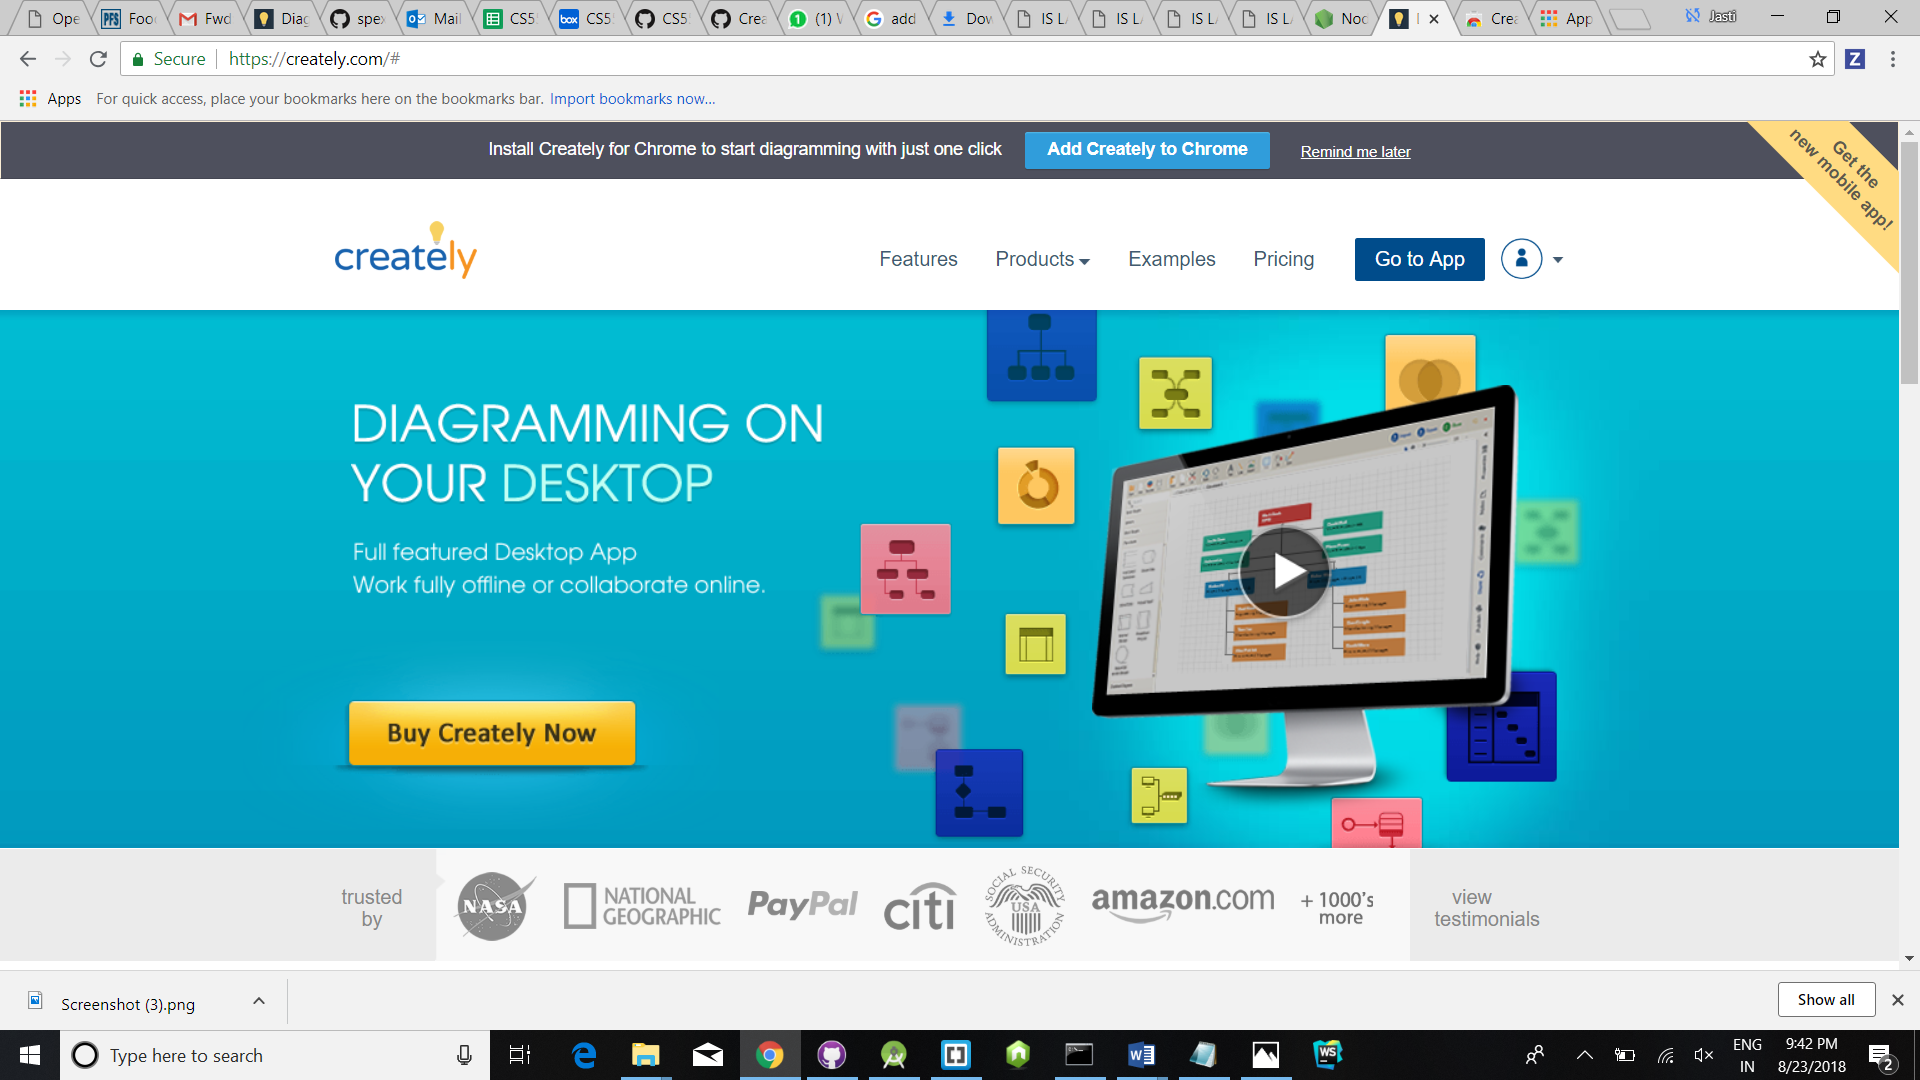 Ope
Foo
Fwd
Diag
spe
Mail
CS5
CS5
CS5
Crea
(1)
add
Dov
IS L
IS L
IS L
IS L
Noc
Crea
App
Jasti
Secure
https://creately.com/#
Z
Apps
For quick access, place your bookmarks here on the bookmarks bar. Import bookmarks now...
Install Creately for Chrome to start diagramming with just one click
Add Creately to Chrome
Remind me later
Get the
new mobile app!
creately
Features
Products
Examples
Pricing
Go to App
DIAGRAMMING ON
YOUR DESKTOP
Full featured Desktop App
Work fully offline or collaborate online.
Buy Creately Now
trusted
by
NASA
NATIONAL
GEOGRAPHIC
PayPal
citi
SOCIAL SECURITY
USA
ADMINISTRATION
amazon.com
+ 1000's
more
view
testimonials
Screenshot (3).png
Show all
Type here to search
ENG
IN
9:42 PM
8/23/2018
2